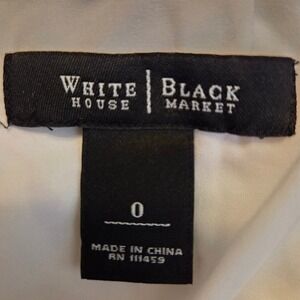 WHITE | BLACK
HOUSE | MARKET
0
MADE IN CHINA
RN 111459